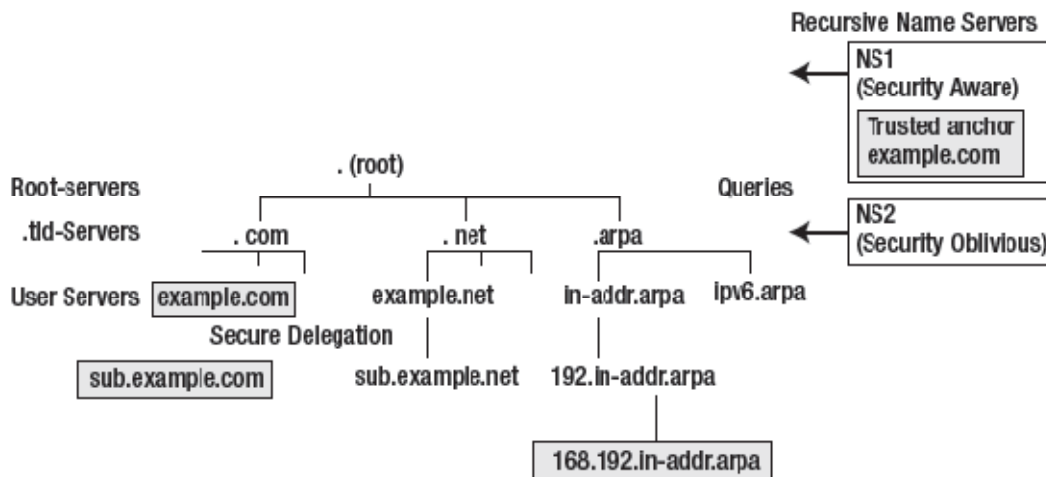 Recursive Name Servers
NS1
(Security Aware)
Trusted anchor
example.com
. (root)
Root-servers
Queries
NS2
(Security Oblivious)
.tld-Servers
. com
. net
.arpa
User Servers
example.com
example.net
in-addr.arpa
ipv6.arpa
Secure Delegation
sub.example.com
sub.example.net
192.in-addr.arpa
168.192.in-addr.arpa